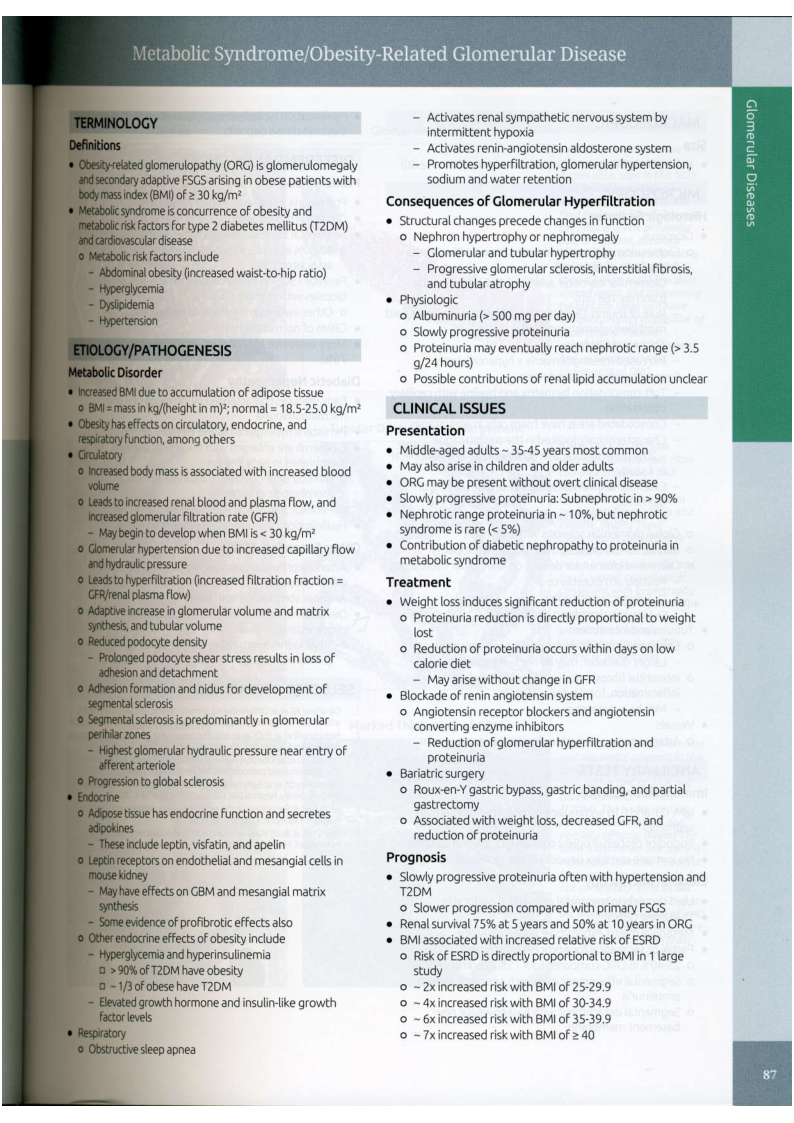 Metabolic Syndrome/Obesity-Related Glomerular Disease
TERMINOLOGY
Definitions
• Obesity-related glomerulopathy (ORG) is glomerulomegaly
and secondary adaptive FSGS arising in obese patients with
body mass index (BMI) of ≥ 30 kg/m²
• Metabolic syndrome is concurrence of obesity and
metabolic risk factors for type 2 diabetes mellitus (T2DM)
and cardiovascular disease
o Metabolic risk factors include
– Abdominal obesity (increased waist-to-hip ratio)
– Hyperglycemia
– Dyslipidemia
– Hypertension
ETIOLOGY/PATHOGENESIS
Metabolic Disorder
• Increased BMI due to accumulation of adipose tissue
o BMI = mass in kg/(height in m)²; normal = 18.5-25.0 kg/m²
• Obesity has effects on circulatory, endocrine, and
respiratory function, among others
• Circulatory
o Increased body mass is associated with increased blood
volume
o Leads to increased renal blood and plasma flow, and
increased glomerular filtration rate (GFR)
– May begin to develop when BMI is < 30 kg/m²
o Glomerular hypertension due to increased capillary flow
and hydraulic pressure
o Leads to hyperfiltration (increased filtration fraction =
GFR/renal plasma flow)
o Adaptive increase in glomerular volume and matrix
synthesis, and tubular volume
o Reduced podocyte density
– Prolonged podocyte shear stress results in loss of
adhesion and detachment
o Adhesion formation and nidus for development of
segmental sclerosis
o Segmental sclerosis is predominantly in glomerular
perihilar zones
– Highest glomerular hydraulic pressure near entry of
afferent arteriole
o Progression to global sclerosis
• Endocrine
o Adipose tissue has endocrine function and secretes
adipokines
– These include leptin, visfatin, and apelin
o Leptin receptors on endothelial and mesangial cells in
mouse kidney
– May have effects on GBM and mesangial matrix
synthesis
– Some evidence of profibrotic effects also
o Other endocrine effects of obesity include
– Hyperglycemia and hyperinsulinemia
□ > 90% of T2DM have obesity
□ ~ 1/3 of obese have T2DM
– Elevated growth hormone and insulin-like growth
factor levels
• Respiratory
o Obstructive sleep apnea
– Activates renal sympathetic nervous system by
intermittent hypoxia
– Activates renin-angiotensin aldosterone system
– Promotes hyperfiltration, glomerular hypertension,
sodium and water retention
Consequences of Glomerular Hyperfiltration
• Structural changes precede changes in function
o Nephron hypertrophy or nephromegaly
– Glomerular and tubular hypertrophy
– Progressive glomerular sclerosis, interstitial fibrosis,
and tubular atrophy
• Physiologic
o Albuminuria (> 500 mg per day)
o Slowly progressive proteinuria
o Proteinuria may eventually reach nephrotic range (> 3.5
g/24 hours)
o Possible contributions of renal lipid accumulation unclear
CLINICAL ISSUES
Presentation
• Middle-aged adults ~ 35-45 years most common
• May also arise in children and older adults
• ORG may be present without overt clinical disease
• Slowly progressive proteinuria: Subnephrotic in > 90%
• Nephrotic range proteinuria in ~ 10%, but nephrotic
syndrome is rare (< 5%)
• Contribution of diabetic nephropathy to proteinuria in
metabolic syndrome
Treatment
• Weight loss induces significant reduction of proteinuria
o Proteinuria reduction is directly proportional to weight
lost
o Reduction of proteinuria occurs within days on low
calorie diet
– May arise without change in GFR
• Blockade of renin angiotensin system
o Angiotensin receptor blockers and angiotensin
converting enzyme inhibitors
– Reduction of glomerular hyperfiltration and
proteinuria
• Bariatric surgery
o Roux-en-Y gastric bypass, gastric banding, and partial
gastrectomy
o Associated with weight loss, decreased GFR, and
reduction of proteinuria
Prognosis
• Slowly progressive proteinuria often with hypertension and
T2DM
o Slower progression compared with primary FSGS
• Renal survival 75% at 5 years and 50% at 10 years in ORG
• BMI associated with increased relative risk of ESRD
o Risk of ESRD is directly proportional to BMI in 1 large
study
o ~ 2x increased risk with BMI of 25-29.9
o ~ 4x increased risk with BMI of 30-34.9
o ~ 6x increased risk with BMI of 35-39.9
o ~ 7x increased risk with BMI of ≥ 40
Glomerular Diseases
87